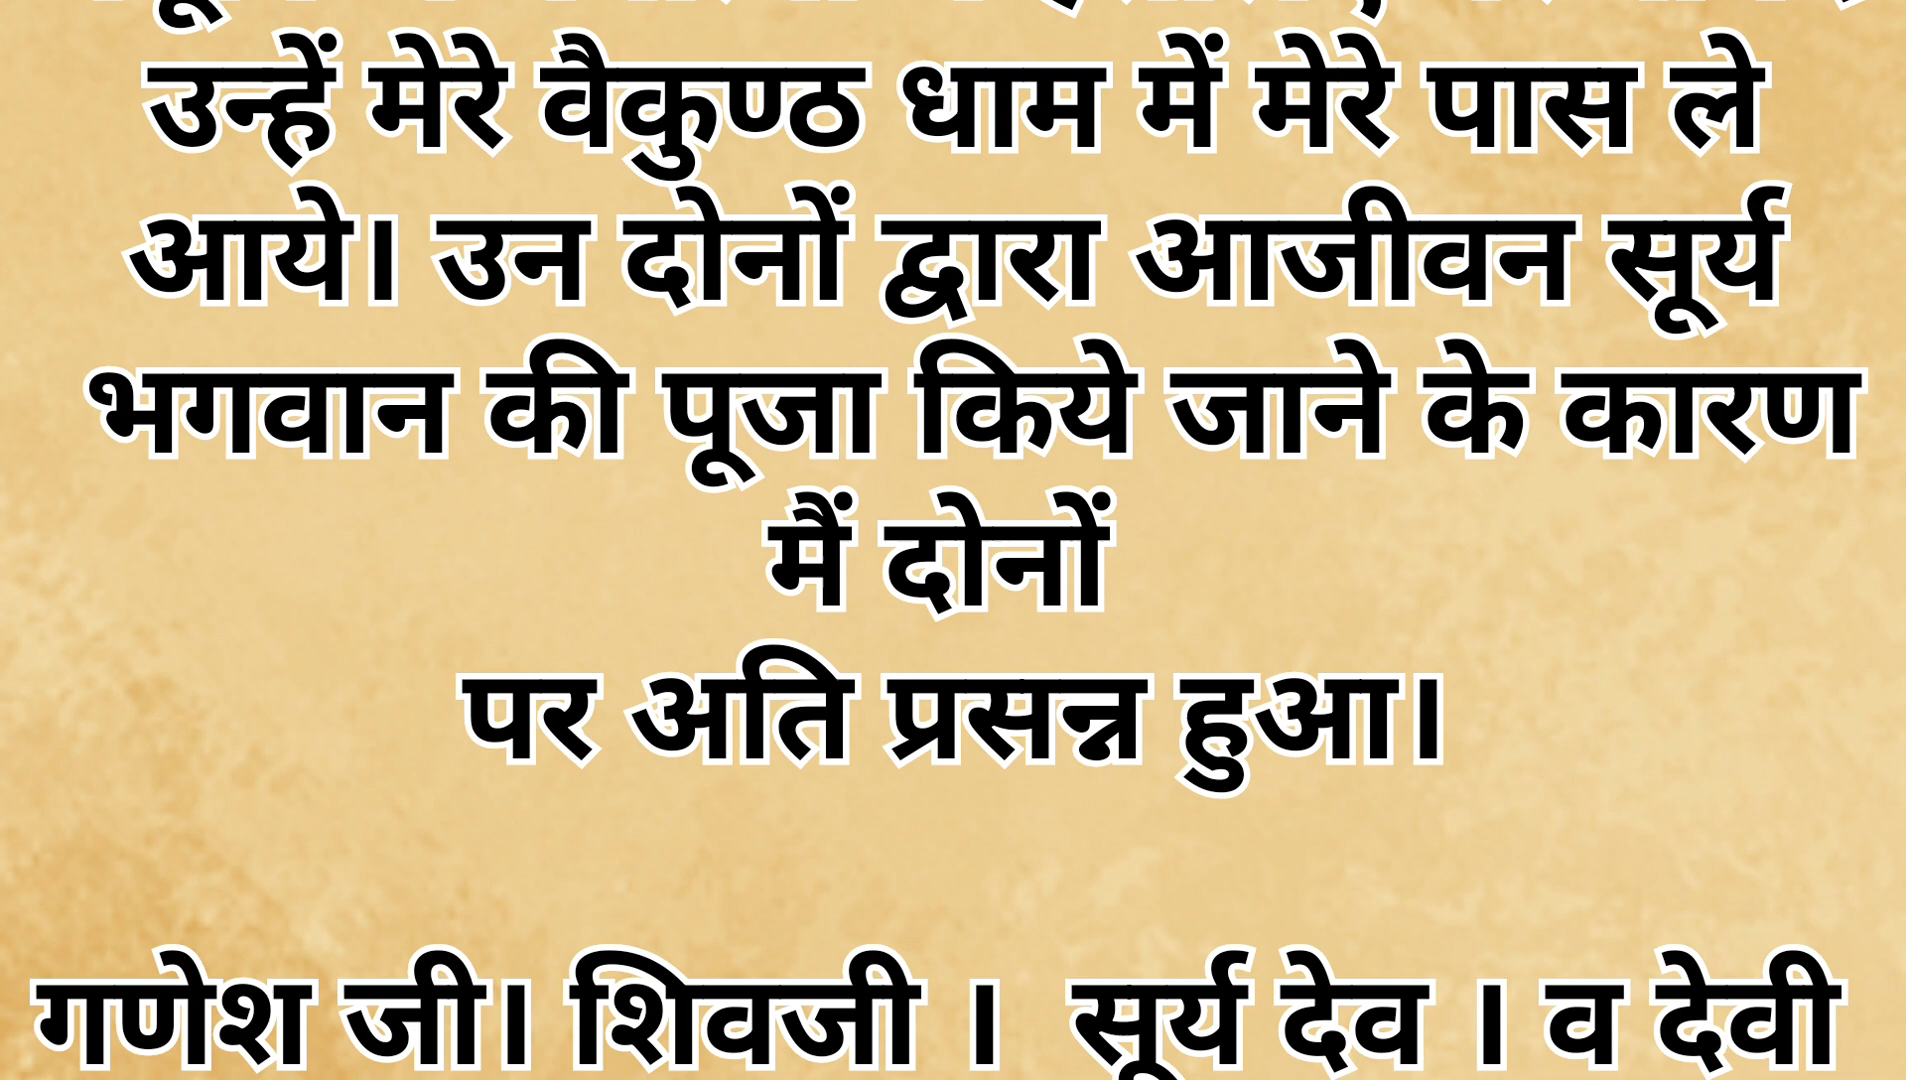 उन्हें मेरे वैकुण्ठ धाम में मेरे पास ले
आये। उन दोनों द्वारा आजीवन सूर्य
भगवान की पूजा किये जाने के कारण
मैं दोनों
पर अति प्रसन्न हुआ।
गणेश जी। शिवजी । सूर्य देव । व देवी